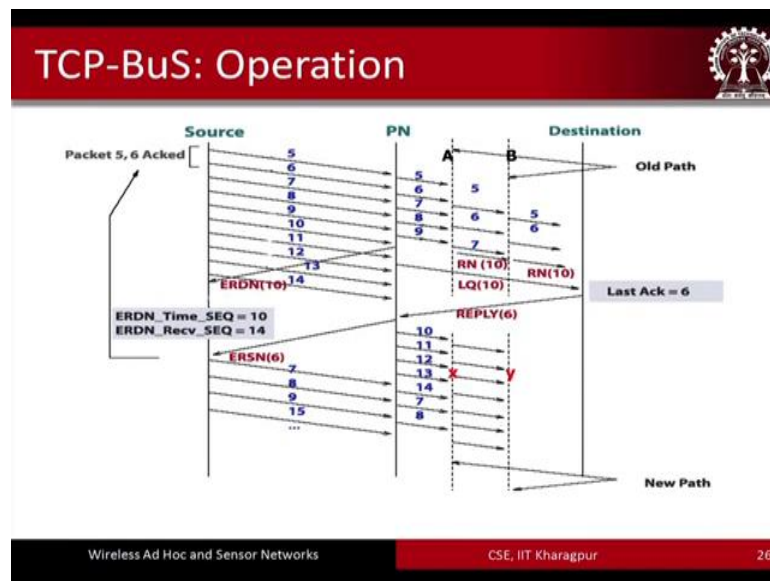 TCP-BuS: Operation
Source
PN
Destination
Packet 5, 6 Acked
A
B
Old Path
5
6
7
8
9
10
11
12
13
14
5
6
7
8
9
5
6
7
5
6
RN (10)
RN(10)
ERDN(10)
LQ(10)
Last Ack = 6
REPLY(6)
ERDN_Time_SEQ = 10
ERDN_Recv_SEQ = 14
ERSN(6)
7
8
9
15
...
10
11
12
13
14
7
8
x
y
New Path
Wireless Ad Hoc and Sensor Networks
CSE, IIT Kharagpur
26